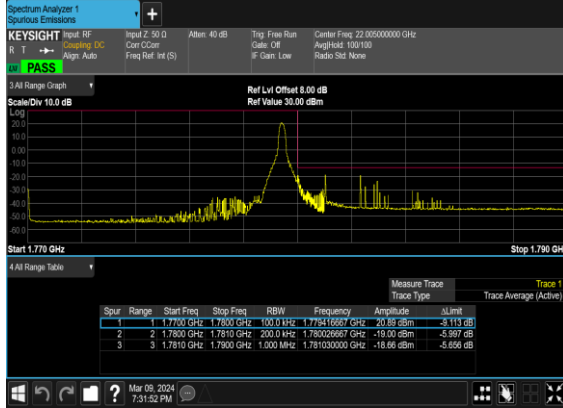 Spectrum Analyzer 1
Spurious Emissions
+
KEYSIGHT Input: RF Input Z: 50 Ω Atten: 40 dB Trig: Free Run Center Freq: 22.005000000 GHz
R T Coupling: DC Corr CCorr Gate: Off Avg|Hold: 100/100
Align: Auto Freq Ref: Int (S) IF Gain: Low Radio Std: None
PASS
3 All Range Graph
Ref Lvl Offset 8.00 dB
Scale/Div 10.0 dB Ref Value 30.00 dBm
Log
20.0
10.0
0.00
-10.0
-20.0
-30.0
-40.0
-50.0
-60.0
Start 1.770 GHz Stop 1.790 GH
4 All Range Table
Measure Trace Trace 1
Trace Type Trace Average (Active)
Spur Range Start Freq Stop Freq RBW Frequency Amplitude ΔLimit
1 1 1.7700 GHz 1.7800 GHz 100.0 kHz 1.779416667 GHz 20.89 dBm -9.113 dB
2 2 1.7800 GHz 1.7810 GHz 200.0 kHz 1.780026667 GHz -19.00 dBm -5.997 dB
3 3 1.7810 GHz 1.7900 GHz 1.000 MHz 1.781030000 GHz -18.66 dBm -5.656 dB
? Mar 09, 2024
7:31:52 PM